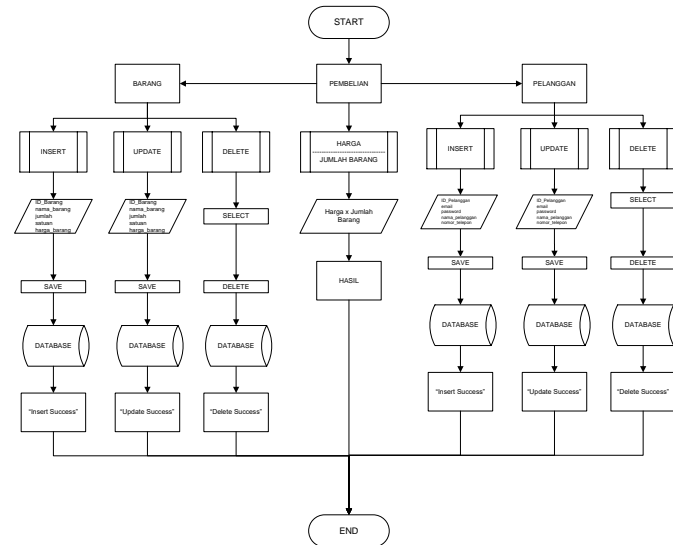 START
BARANG
PEMBELIAN
PELANGGAN
INSERT
UPDATE
DELETE
HARGA
--------------------------------
JUMLAH BARANG
INSERT
UPDATE
DELETE
ID_Barang
nama_barang
jumlah
satuan
harga_barang
ID_Barang
nama_barang
jumlah
satuan
harga_barang
SELECT
Harga x Jumlah
Barang
ID_Pelanggan
email
password
nama_pelanggan
nomor_telepon
ID_Pelanggan
email
password
nama_pelanggan
nomor_telepon
SELECT
SAVE
SAVE
DELETE
HASIL
SAVE
SAVE
DELETE
DATABASE
DATABASE
DATABASE
DATABASE
DATABASE
DATABASE
“Insert Success”
“Update Success”
“Delete Success”
“Insert Success”
“Update Success”
“Delete Success”
END